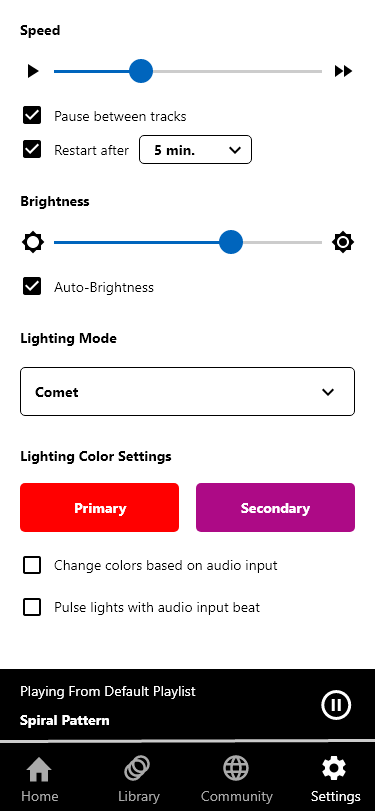 Speed
Pause between tracks
Restart after 5 min.
Brightness
Auto-Brightness
Lighting Mode
Comet
Lighting Color Settings
Primary Secondary
Change colors based on audio input
Pulse lights with audio input beat
Playing From Default Playlist
Spiral Pattern
Home Library Community Settings